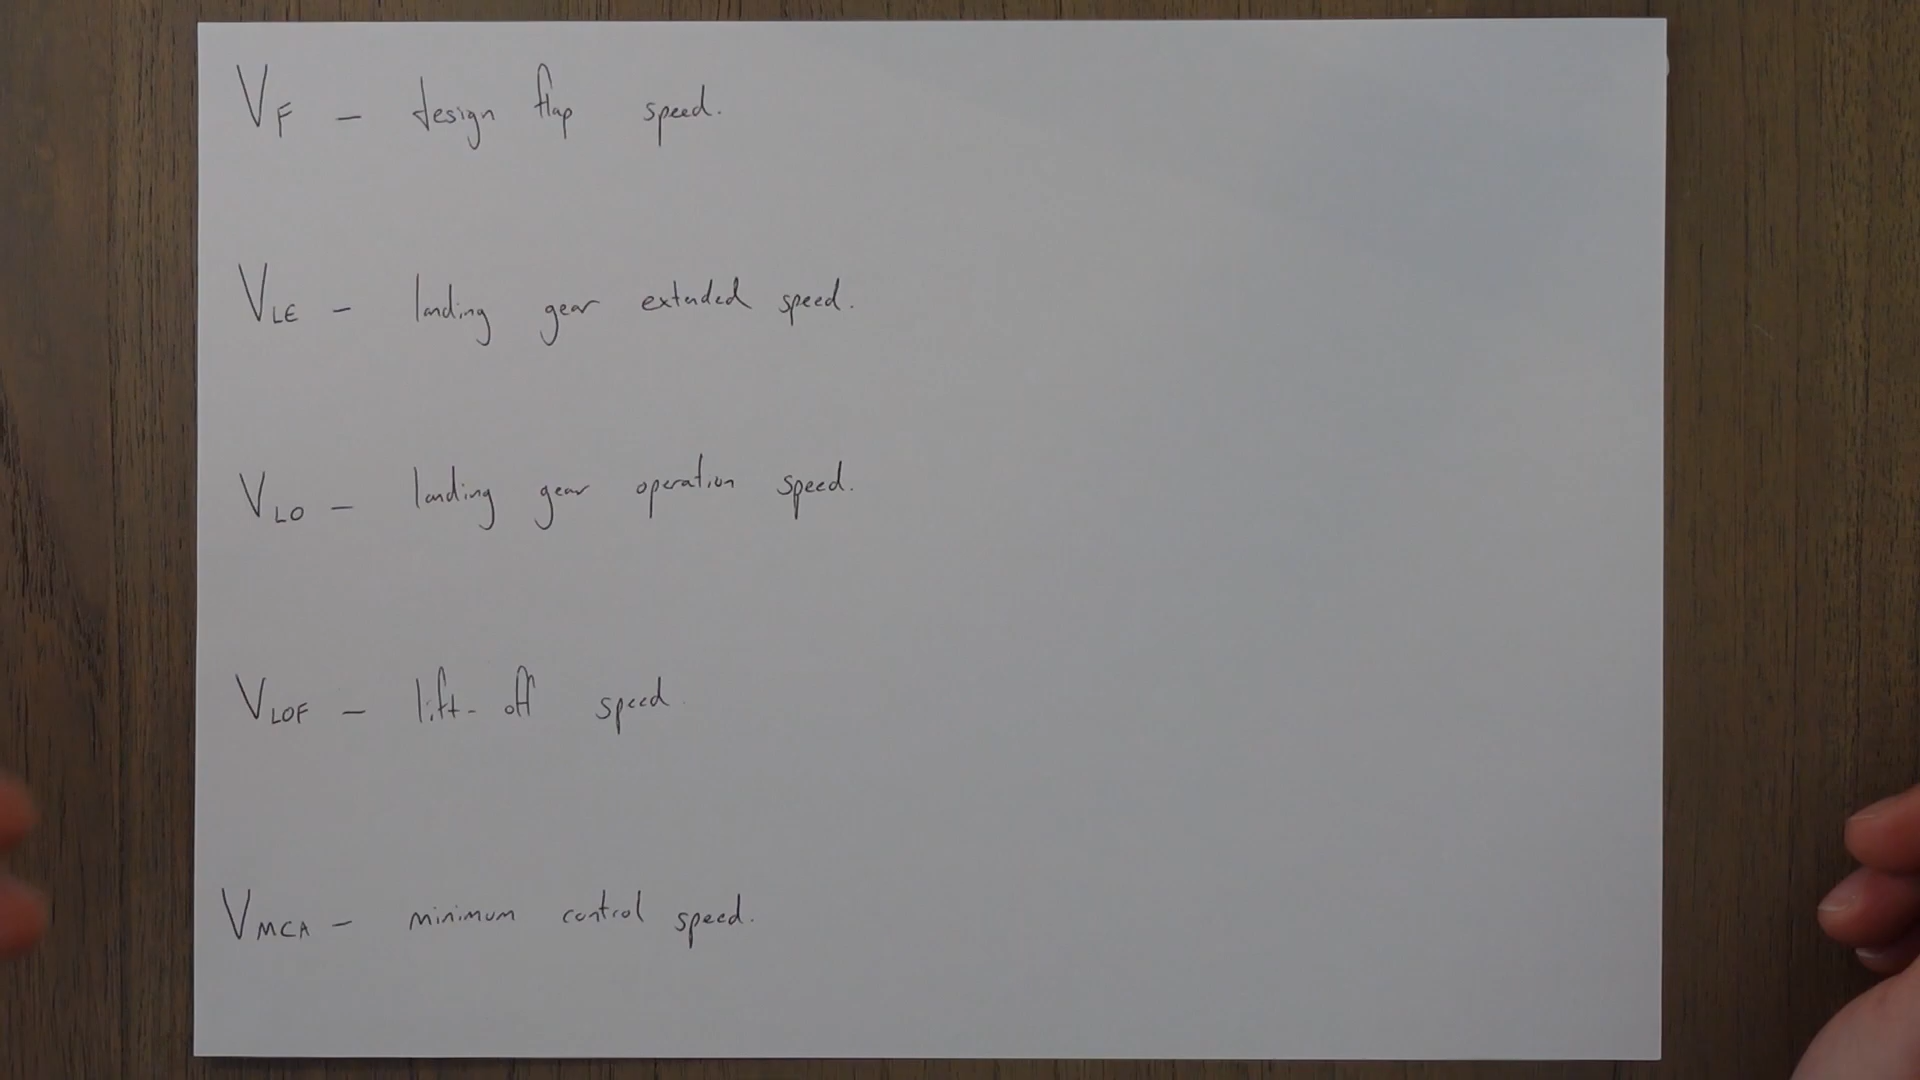 VF - design flap speed.
VLE - landing gear extended speed.
VLO - landing gear operation speed.
VLOF - lift-off speed
VMCA - minimum control speed.